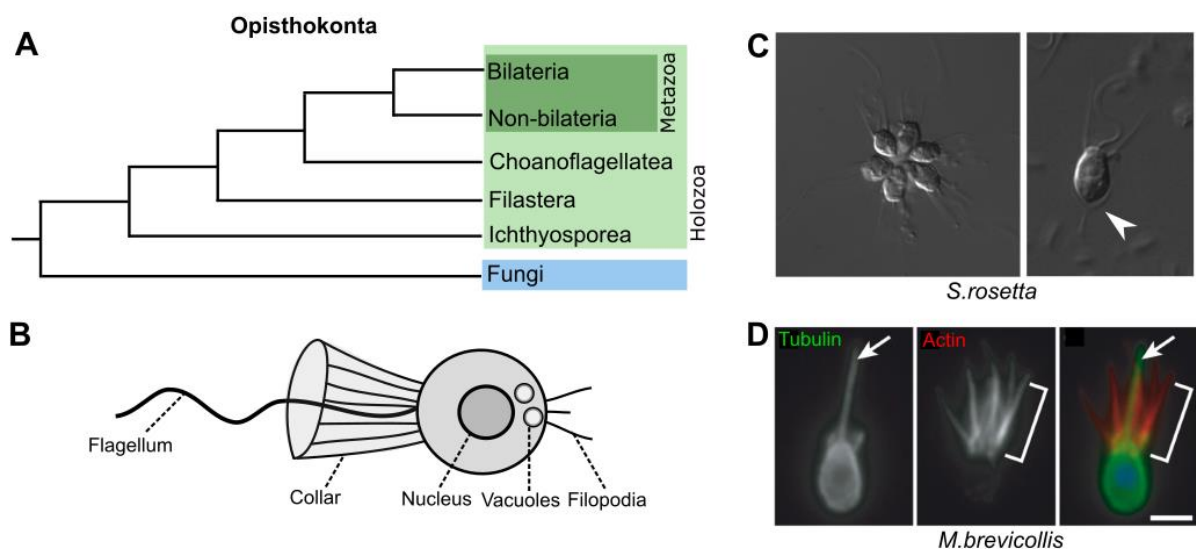 Opisthokonta
A
Bilateria
Non-bilateria
Metazoa
Choanoflagellatea
Filastera
Ichthyosporea
Holozoa
Fungi
B
Flagellum
Collar
Nucleus
Vacuoles
Filopodia
C
S.rosetta
D
Tubulin
Actin
M.brevicollis